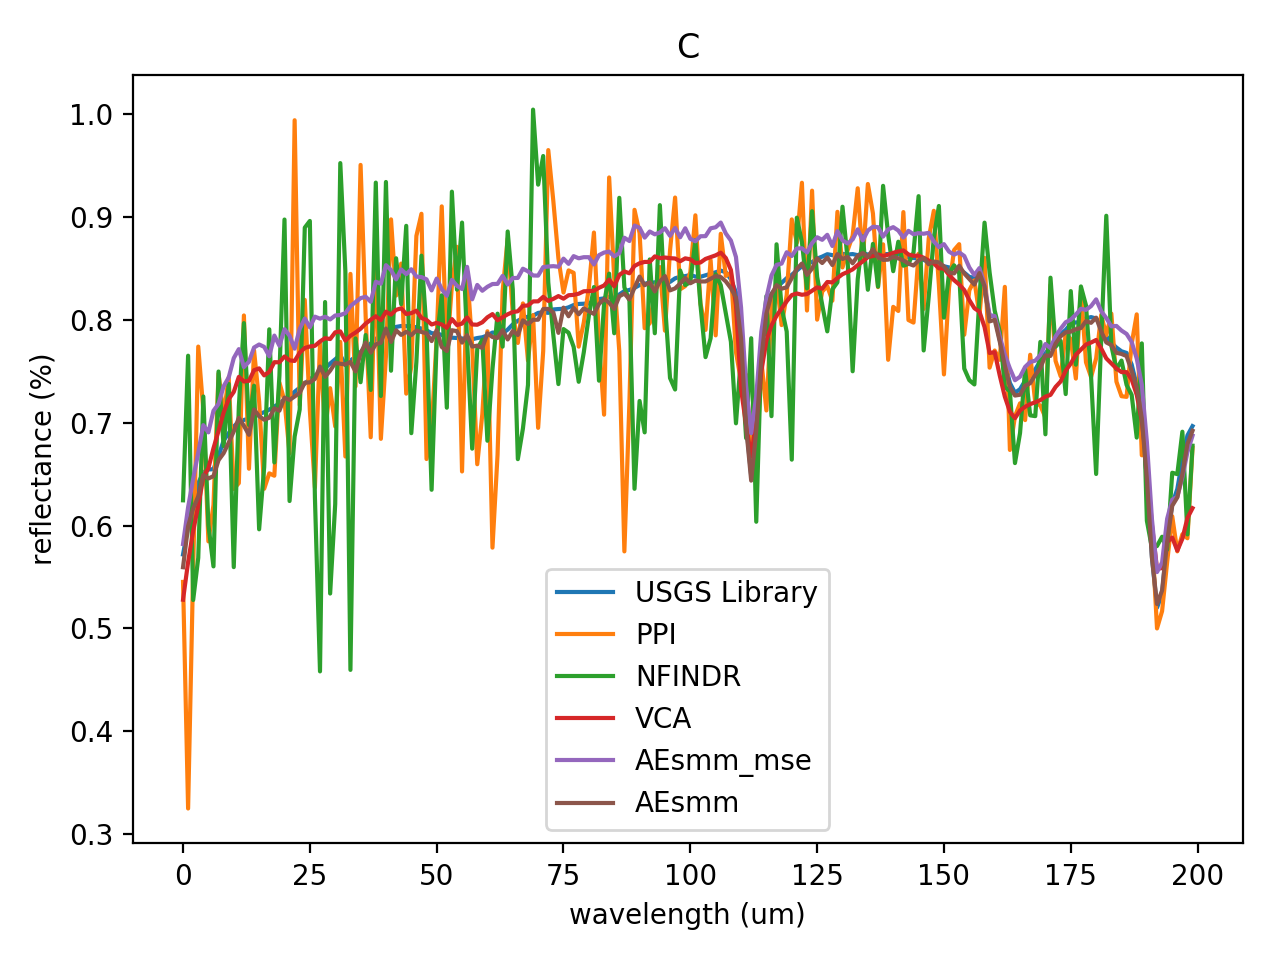 C
1.0
0.9
0.8
0.7
0.6
0.5
0.4
0.3
reflectance (%)
USGS Library
PPI
NFINDR
VCA
AEsmm_mse
AEsmm
0 25 50 75 100 125 150 175 200
wavelength (um)